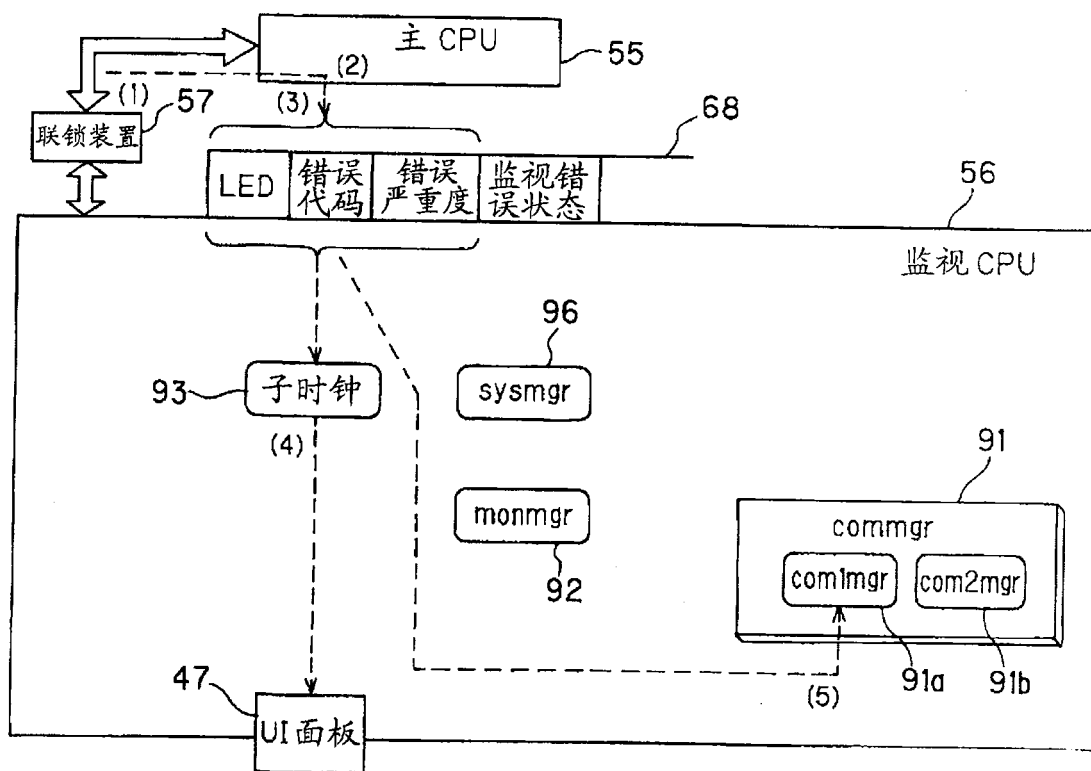 主 CPU
55
(2)
(1)
(3)
57
联锁装置
68
LED
错误
代码
错误
严重度
监视错
误状态
56
监视 CPU
96
93
子时钟
sysmgr
(4)
91
monmgr
commgr
92
com1mgr
com2mgr
47
(5)
91a
91b
UI面板